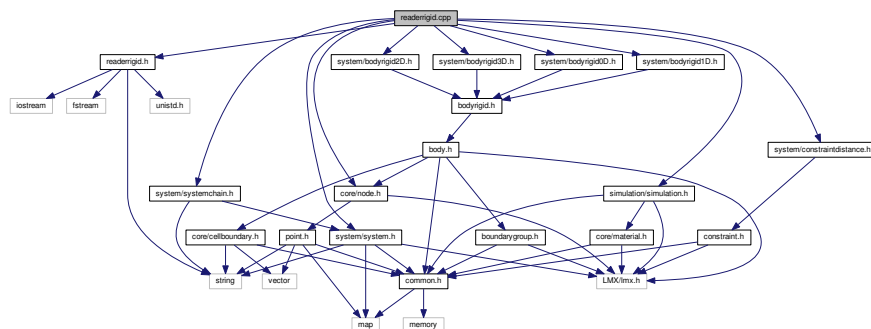 readerrigid.cpp
readerrigid.h
system/bodyrigid2D.h
system/bodyrigid3D.h
system/bodyrigid0D.h
system/bodyrigid1D.h
iostream
fstream
unistd.h
bodyrigid.h
body.h
system/constraintdistance.h
system/systemchain.h
core/node.h
simulation/simulation.h
core/cellboundary.h
point.h
system/system.h
boundarygroup.h
core/material.h
constraint.h
string
vector
common.h
LMX/lmx.h
map
memory